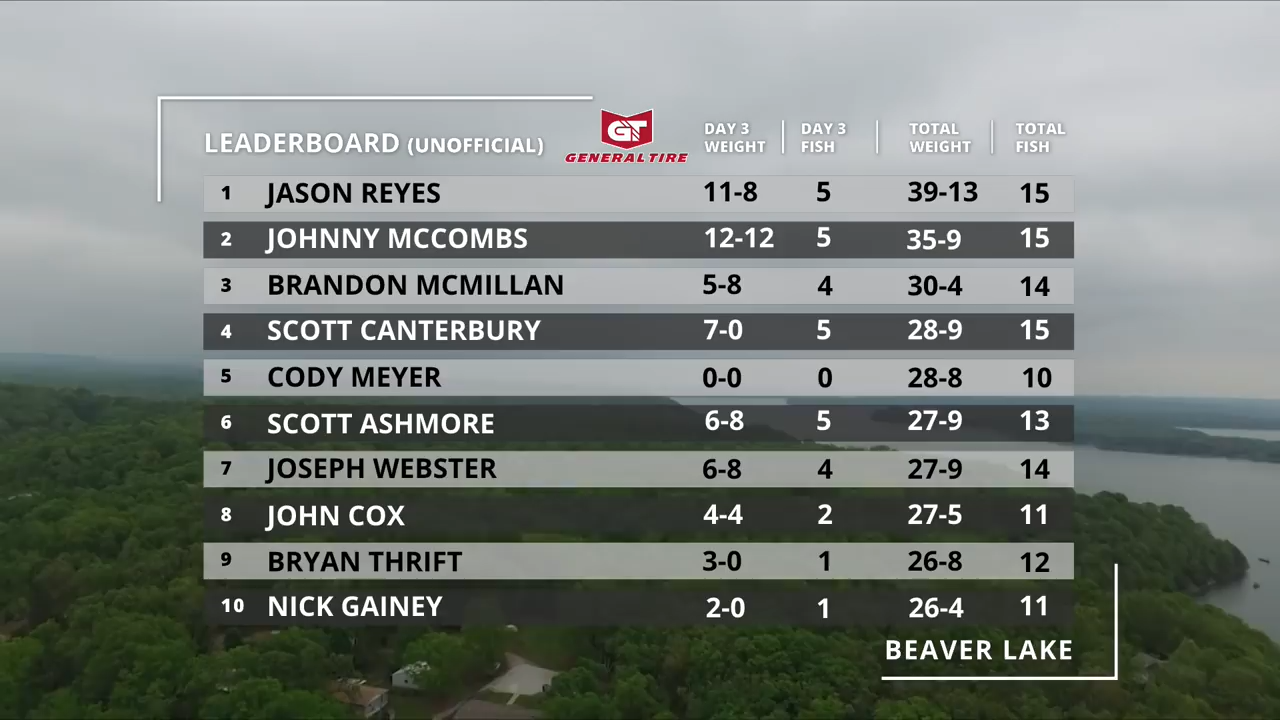 LEADERBOARD (UNOFFICIAL) GT GENERAL TIRE DAY 3 WEIGHT DAY 3 FISH TOTAL WEIGHT TOTAL FISH
1 JASON REYES 11-8 5 39-13 15
2 JOHNNY MCCOMBS 12-12 5 35-9 15
3 BRANDON MCMILLAN 5-8 4 30-4 14
4 SCOTT CANTERBURY 7-0 5 28-9 15
5 CODY MEYER 0-0 0 28-8 10
6 SCOTT ASHMORE 6-8 5 27-9 13
7 JOSEPH WEBSTER 6-8 4 27-9 14
8 JOHN COX 4-4 2 27-5 11
9 BRYAN THRIFT 3-0 1 26-8 12
10 NICK GAINEY 2-0 1 26-4 11
BEAVER LAKE